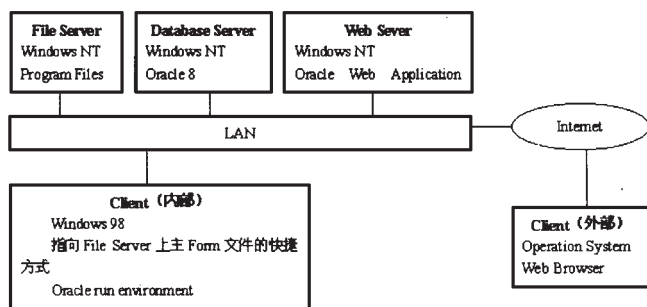 File Server
Windows NT
Program Files
Database Server
Windows NT
Oracle 8
Web Sever
Windows NT
Oracle Web Application
LAN
Internet
Client（内部）
Windows 98
指向 File Server 上主 Form 文件的快捷
方式
Oracle run environment
Client（外部）
Operation System
Web Browser